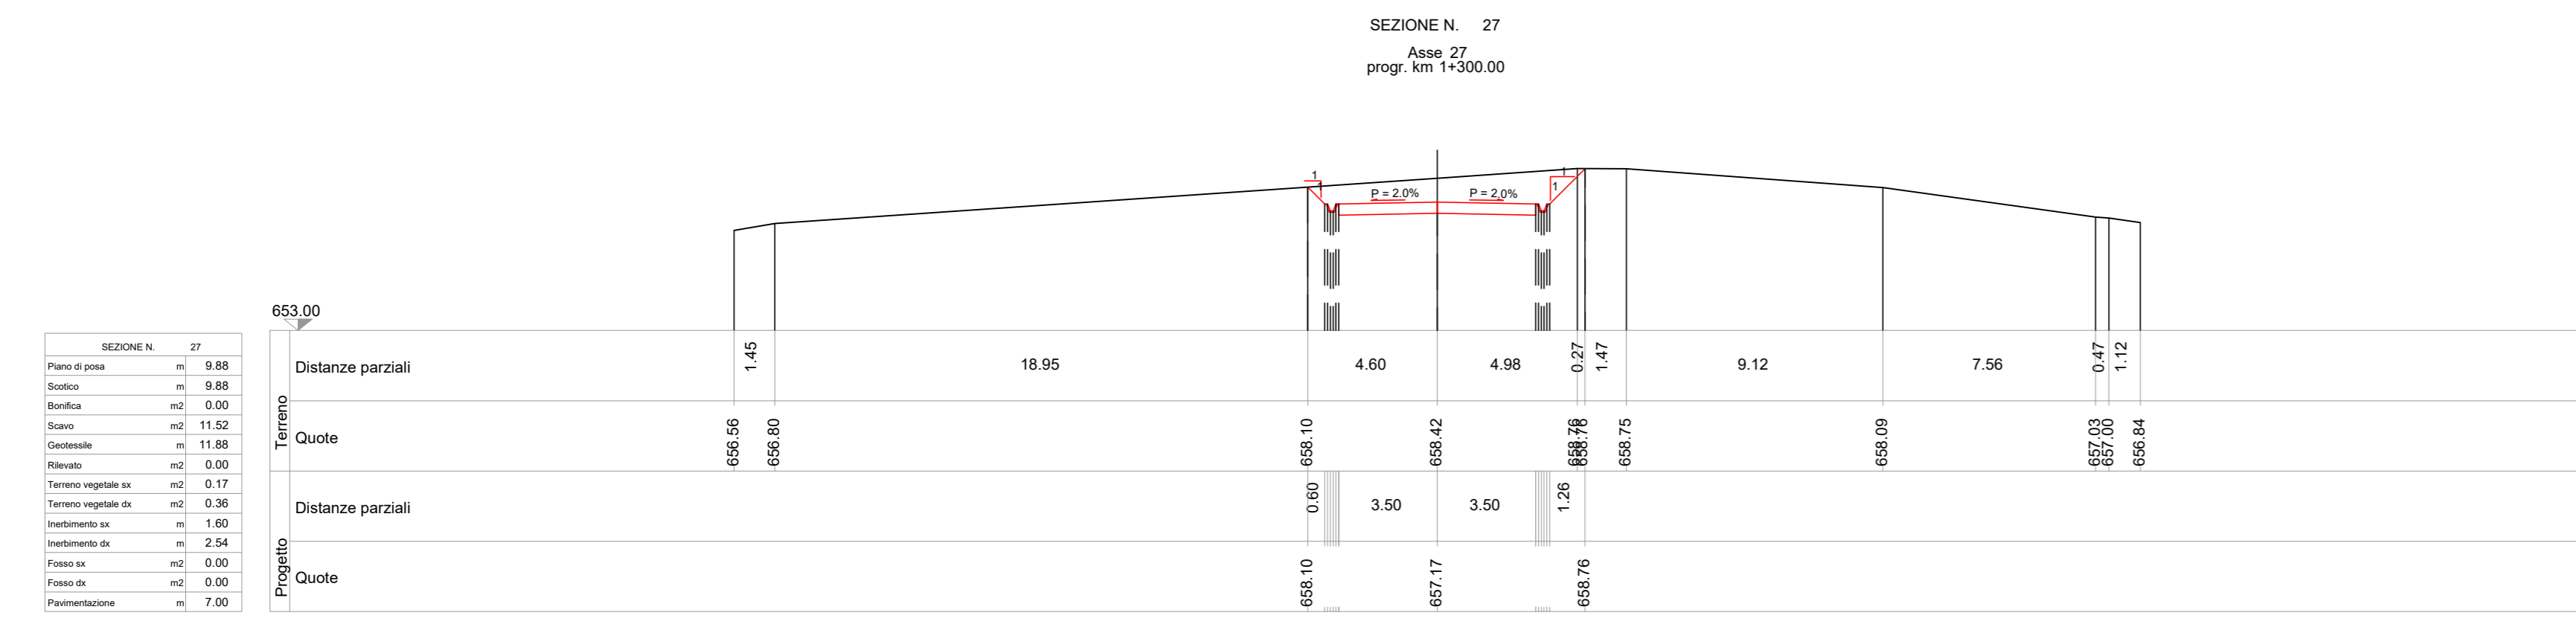 SEZIONE N. 27
Asse 27
progr. km 1+300.00
1
1
P = 2.0%
P = 2.0%
1
1
653.00
SEZIONE N. 27
Piano di posa m 9.88
Scotico m 9.88
Bonifica m2 0.00
Scavo m2 11.52
Geotessile m 11.88
Rilevato m2 0.00
Terreno vegetale sx m2 0.17
Terreno vegetale dx m2 0.36
Inerbimento sx m 1.60
Inerbimento dx m 2.54
Fosso sx m2 0.00
Fosso dx m2 0.00
Pavimentazione m 7.00
Terreno
Distanze parziali
1.45 18.95 4.60 4.98 0.27 1.47 9.12 7.56 0.47 1.12
Quote
656.56 656.80 658.10 658.42 658.76 658.76 658.75 658.09 657.03 657.00 656.84
Progetto
Distanze parziali
0.60 3.50 3.50 1.26
Quote
658.10 657.17 658.76